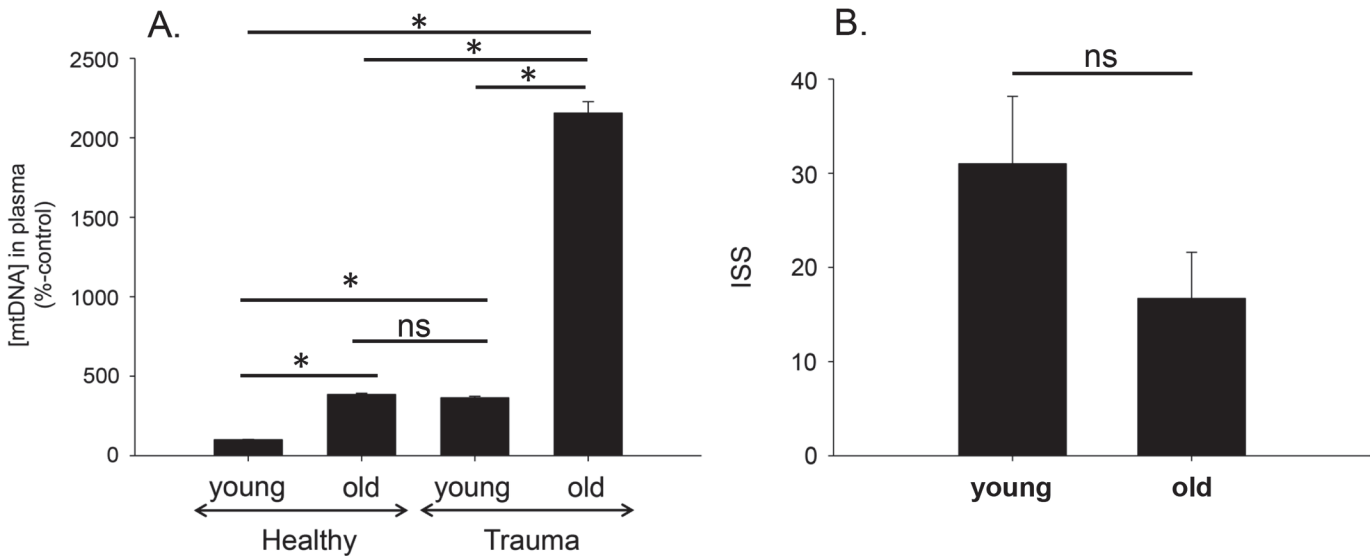 A.
[mtDNA] in plasma
(%-control)
2500
2000
1500
1000
500
0
*
*
*
*
ns
*
young old young old
Healthy Trauma
B.
ISS
40
30
20
10
0
ns
young old